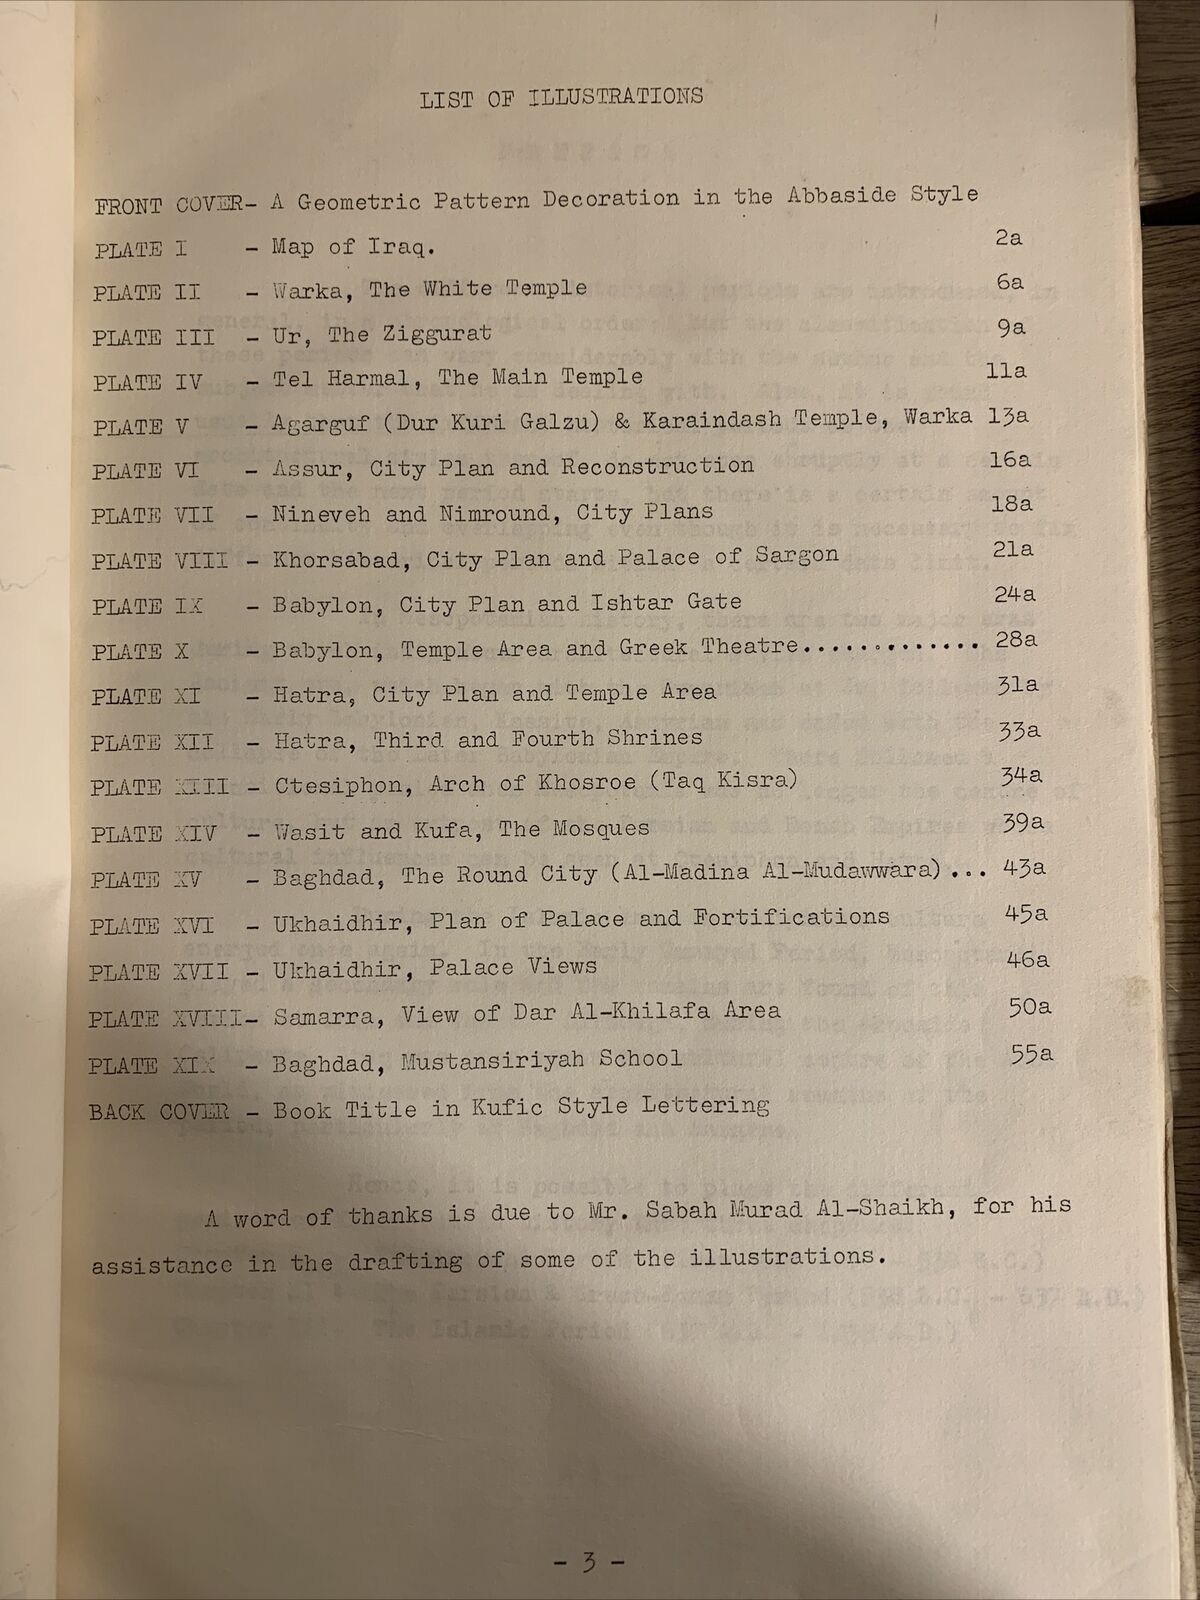 LIST OF ILLUSTRATIONS
FRONT COVER- A Geometric Pattern Decoration in the Abbaside Style
PLATE I - Map of Iraq. 2a
PLATE II - Warka, The White Temple 6a
PLATE III - Ur, The Ziggurat 9a
PLATE IV - Tel Harmal, The Main Temple 11a
PLATE V - Agarguf (Dur Kuri Galzu) & Karaindash Temple, Warka 13a
PLATE VI - Assur, City Plan and Reconstruction 16a
PLATE VII - Nineveh and Nimround, City Plans 18a
PLATE VIII - Khorsabad, City Plan and Palace of Sargon 21a
PLATE IX - Babylon, City Plan and Ishtar Gate 24a
PLATE X - Babylon, Temple Area and Greek Theatre............. 28a
PLATE XI - Hatra, City Plan and Temple Area 31a
PLATE XII - Hatra, Third and Fourth Shrines 33a
PLATE XIII - Ctesiphon, Arch of Khosroe (Taq Kisra) 34a
PLATE XIV - Wasit and Kufa, The Mosques 39a
PLATE XV - Baghdad, The Round City (Al-Madina Al-Mudawwara) ... 43a
PLATE XVI - Ukhaidhir, Plan of Palace and Fortifications 45a
PLATE XVII - Ukhaidhir, Palace Views 46a
PLATE XVIII- Samarra, View of Dar Al-Khilafa Area 50a
PLATE XIX - Baghdad, Mustansiriyah School 55a
BACK COVER - Book Title in Kufic Style Lettering
A word of thanks is due to Mr. Sabah Murad Al-Shaikh, for his
assistance in the drafting of some of the illustrations.
- 3 -